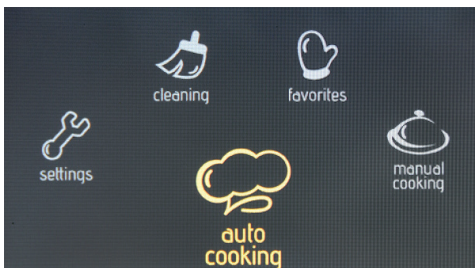 cleaning
favorites
settings
manual
cooking
auto
cooking